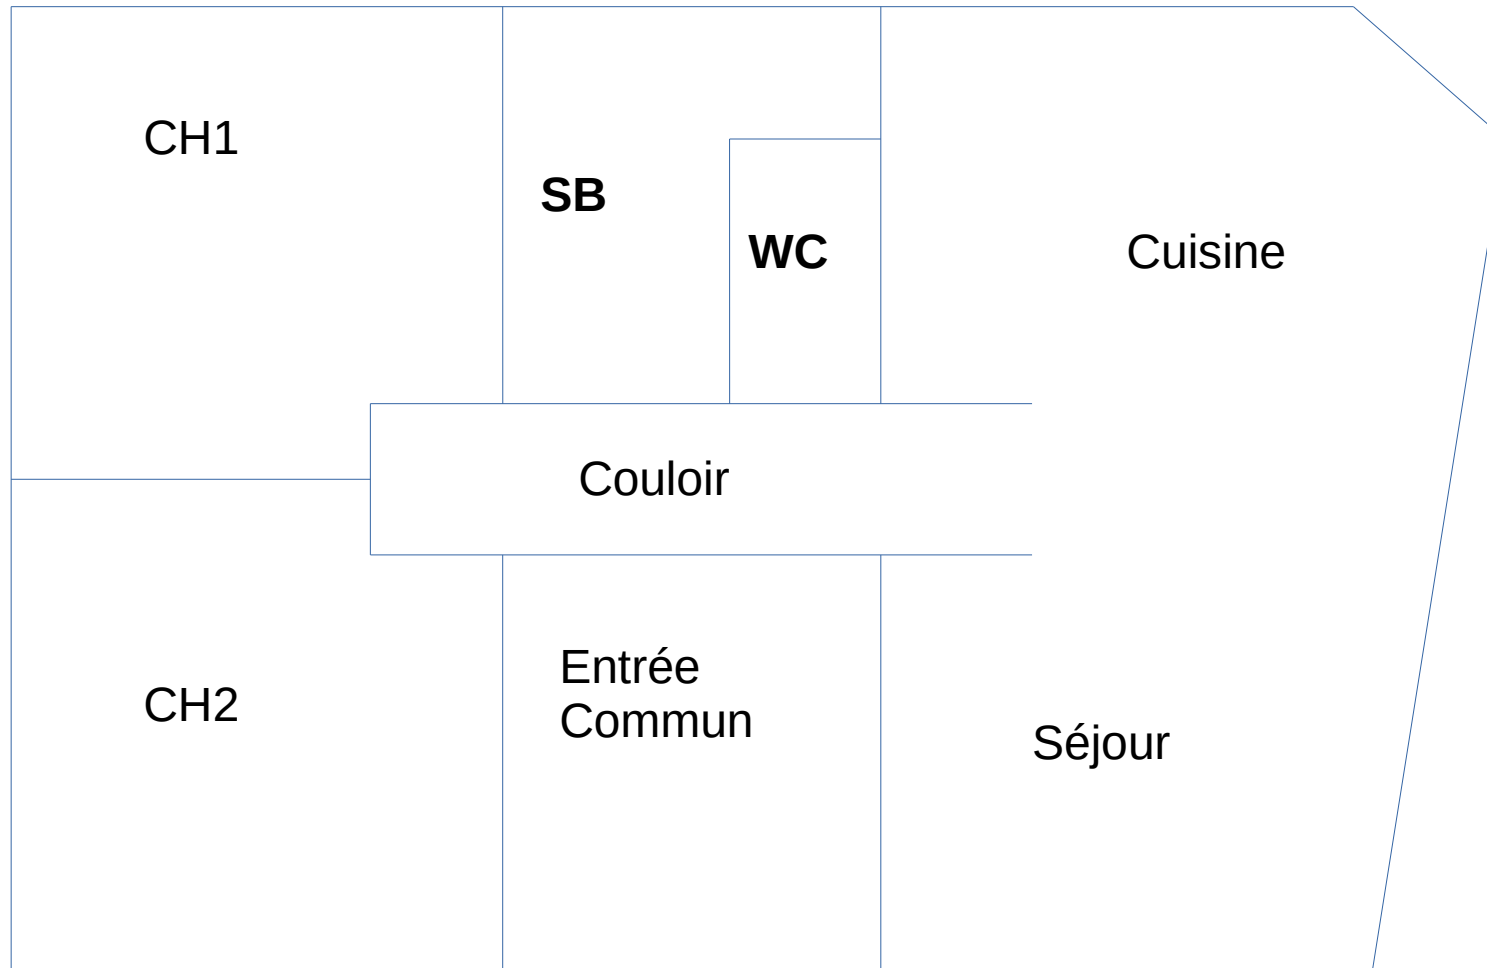 CH1
SB
WC
Cuisine
Couloir
Entrée
Commun
CH2
Séjour